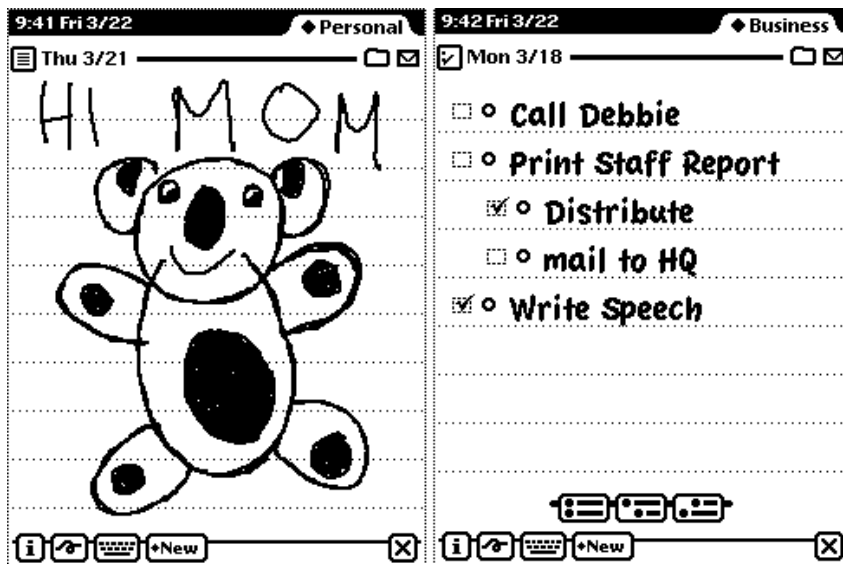 9:41 Fri 3/22
Personal
Thu 3/21
HI MOM
i
New
9:42 Fri 3/22
Business
Mon 3/18
Call Debbie
Print Staff Report
Distribute
mail to HQ
Write Speech
i
New